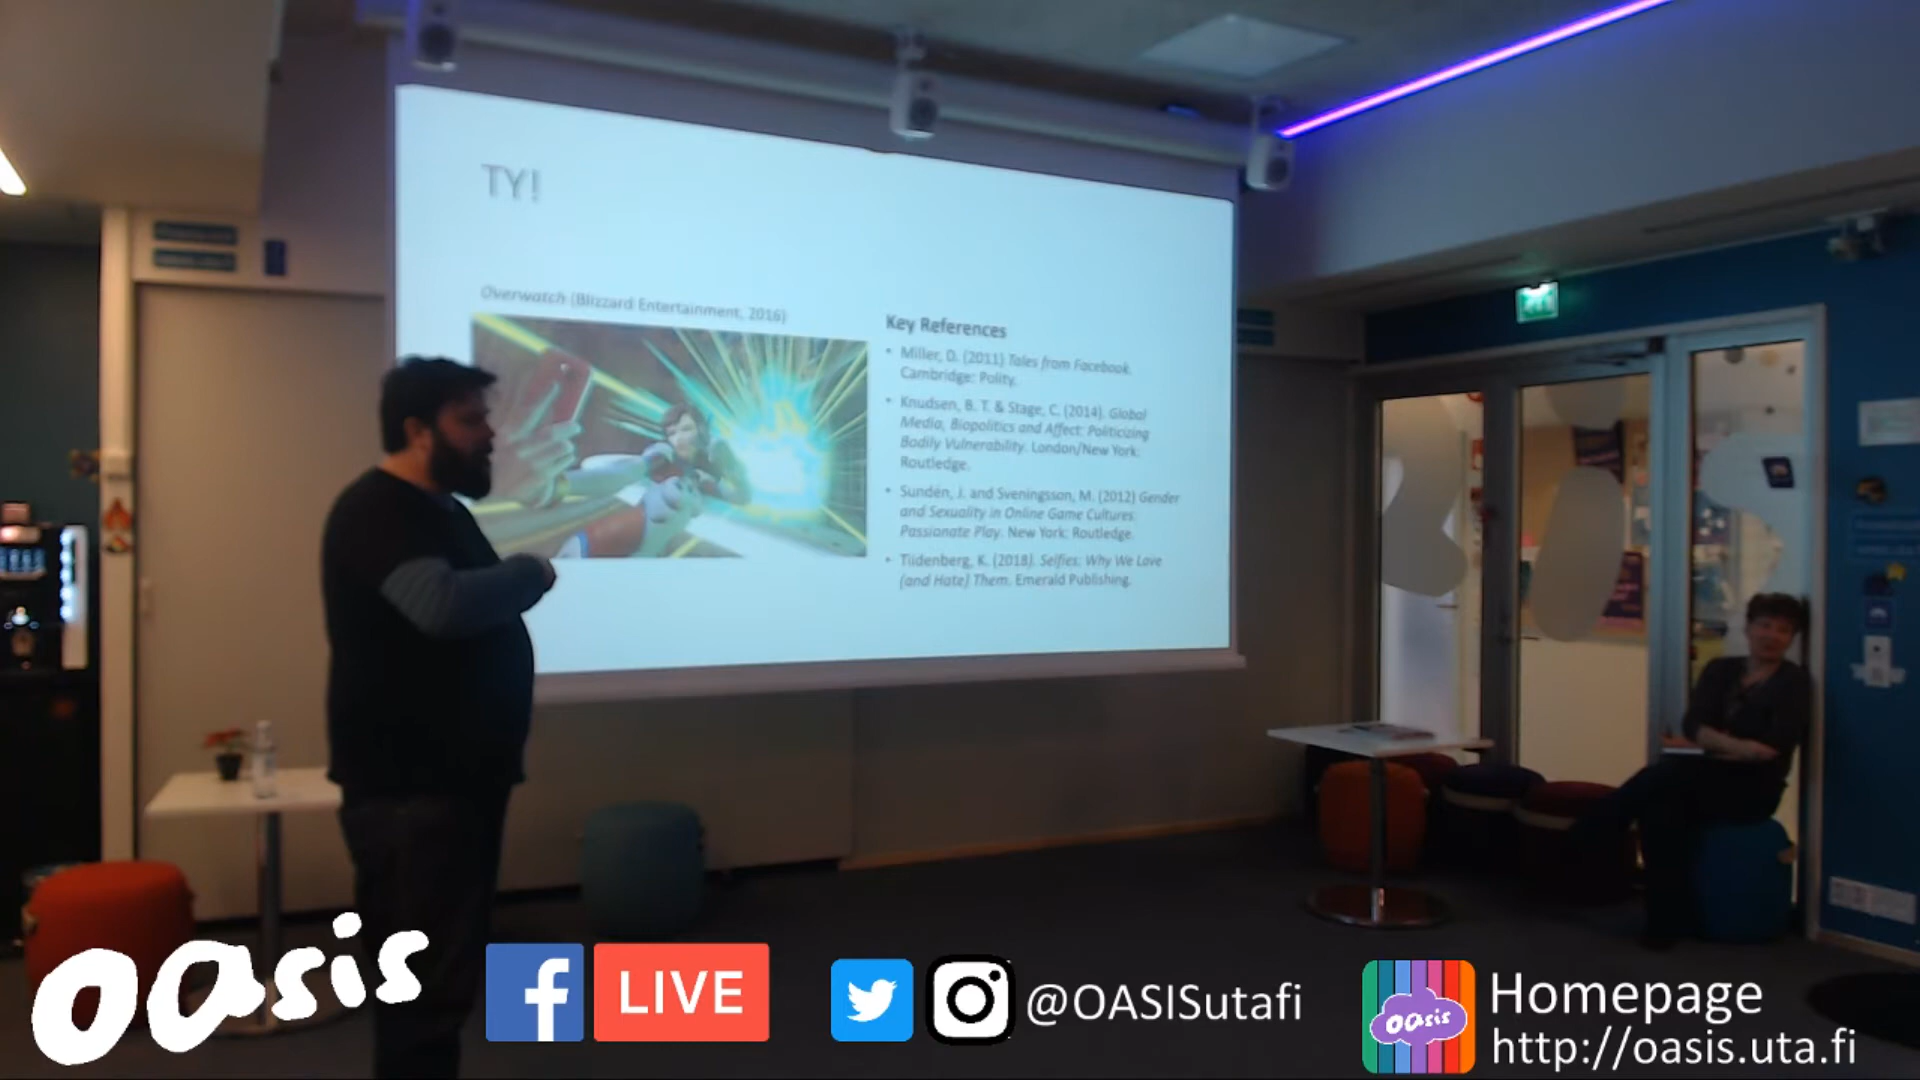 TY!
Overwatch (Blizzard Entertainment, 2016)
Key References
• Miller, D. (2011) Tales from Facebook.
Cambridge: Polity.
• Knudsen, B. T. & Stage, C. (2014). Global
Media, Biopolitics and Affect: Politicizing
Bodily Vulnerability. London/New York:
Routledge.
• Sundén, J. and Sveningsson, M. (2012) Gender
and Sexuality in Online Game Cultures:
Passionate Play. New York: Routledge.
• Tiidenberg, K. (2018). Selfies: Why We Love
(and Hate) Them. Emerald Publishing.
oasis
f LIVE
@OASISutafi
oasis
Homepage
http://oasis.uta.fi